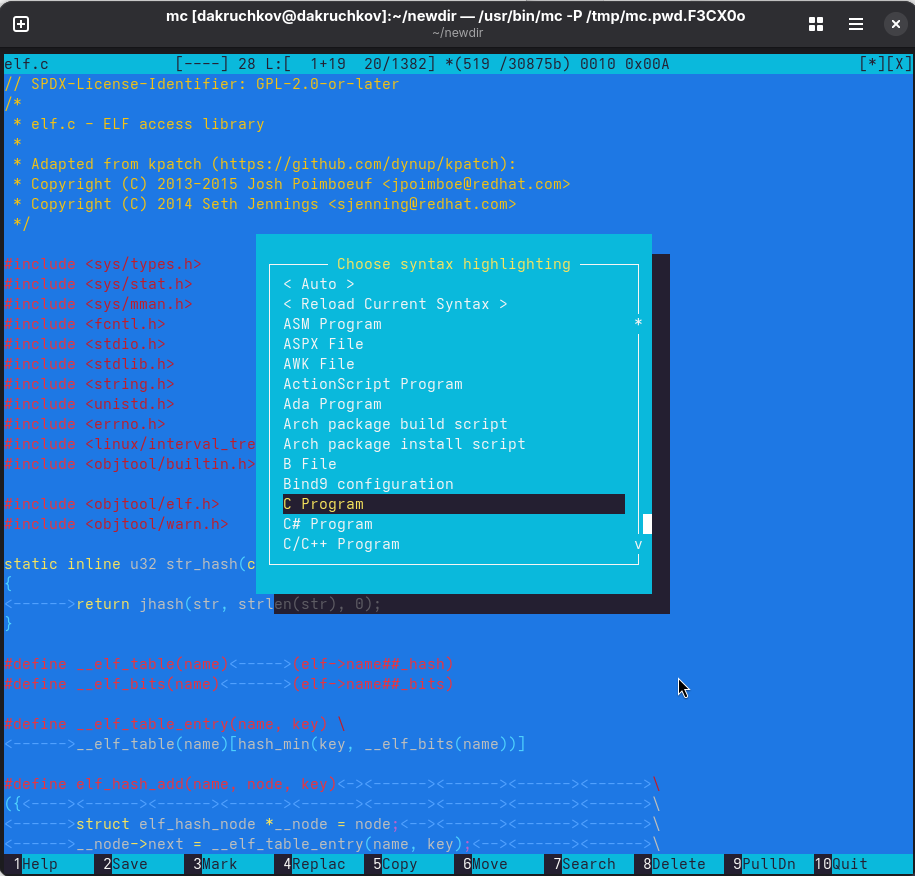 mc [dakruchkov@dakruchkov]:~/newdir — /usr/bin/mc -P /tmp/mc.pwd.F3CX0o
~/newdir
elf.c [----] 28 L:[ 1+19 20/1382] *(519 /30875b) 0010 0x00A [*][X]
// SPDX-License-Identifier: GPL-2.0-or-later
/*
* elf.c - ELF access library
*
* Adapted from kpatch (https://github.com/dynup/kpatch):
* Copyright (C) 2013-2015 Josh Poimboeuf <jpoimboe@redhat.com>
* Copyright (C) 2014 Seth Jennings <sjenning@redhat.com>
*/
#include <sys/types.h>
#include <sys/stat.h>
#include <sys/mman.h>
#include <fcntl.h>
#include <stdio.h>
#include <stdlib.h>
#include <string.h>
#include <unistd.h>
#include <errno.h>
#include <linux/interval_tre
#include <objtool/builtin.h>
#include <objtool/elf.h>
#include <objtool/warn.h>
static inline u32 str_hash(c
{
<------>return jhash(str, strlen(str), 0);
}
#define __elf_table(name)<----->(elf->name##_hash)
#define __elf_bits(name)<------>(elf->name##_bits)
#define __elf_table_entry(name, key) \
<------>__elf_table(name)[hash_min(key, __elf_bits(name))]
#define elf_hash_add(name, node, key)<-><------><------><------><------>\
({<----><------><------><------><------><------><------><------><------>\
<------>struct elf_hash_node *__node = node;<--><------><------><------>\
<------>__node->next = __elf_table_entry(name, key);<--><------><------>\
Choose syntax highlighting
< Auto >
< Reload Current Syntax >
ASM Program *
ASPX File
AWK File
ActionScript Program
Ada Program
Arch package build script
Arch package install script
B File
Bind9 configuration
C Program
C# Program
C/C++ Program v
1Help 2Save 3Mark 4Replac 5Copy 6Move 7Search 8Delete 9PullDn 10Quit